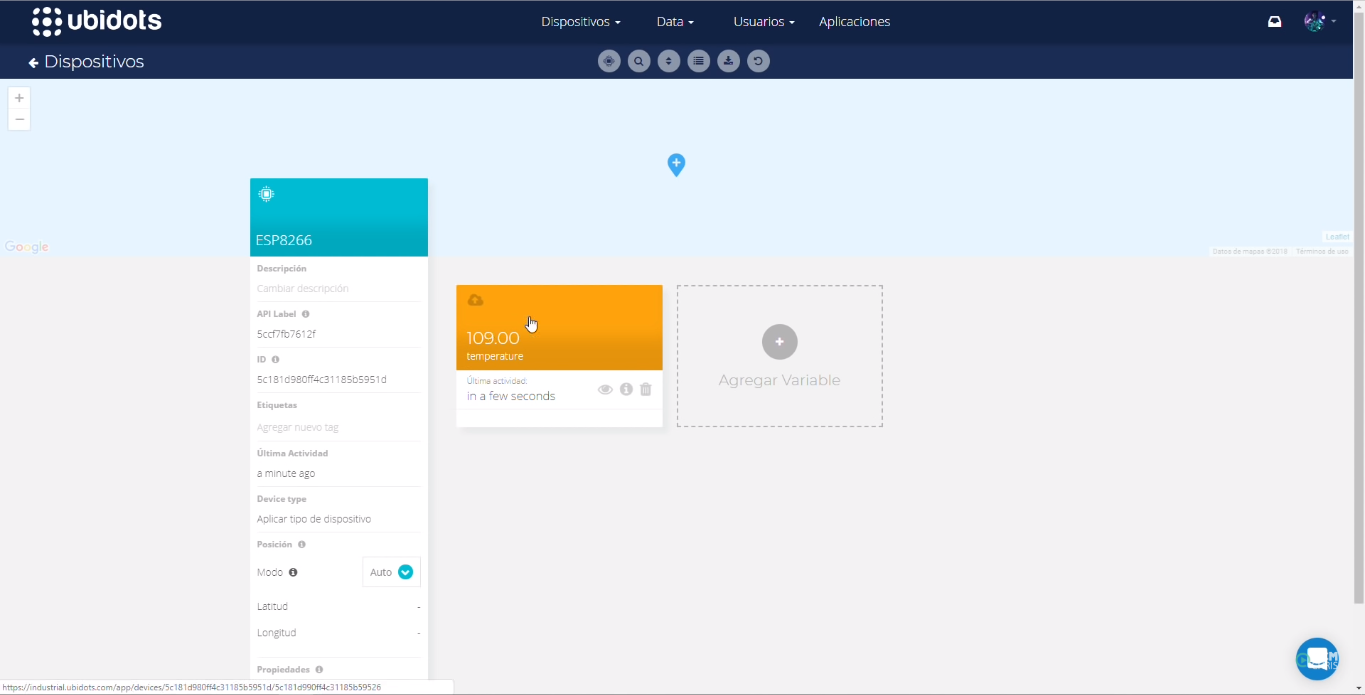 ubidots
Dispositivos
Data
Usuarios
Aplicaciones
Dispositivos
+
−
Google
Leaflet
Datos de mapas ©2018 Términos de uso
ESP8266
Descripción
Cambiar descripción
API Label
5ccf7fb7612f
ID
5c181d980ff4c31185b5951d
Etiquetas
Agregar nuevo tag
Última Actividad
a minute ago
Device type
Aplicar tipo de dispositivo
Posición
Modo
Auto
Latitud -
Longitud -
Propiedades
109.00
temperature
Última actividad:
in a few seconds
Agregar Variable
https://industrial.ubidots.com/app/devices/5c181d980ff4c31185b5951d/5c181d990ff4c31185b59526